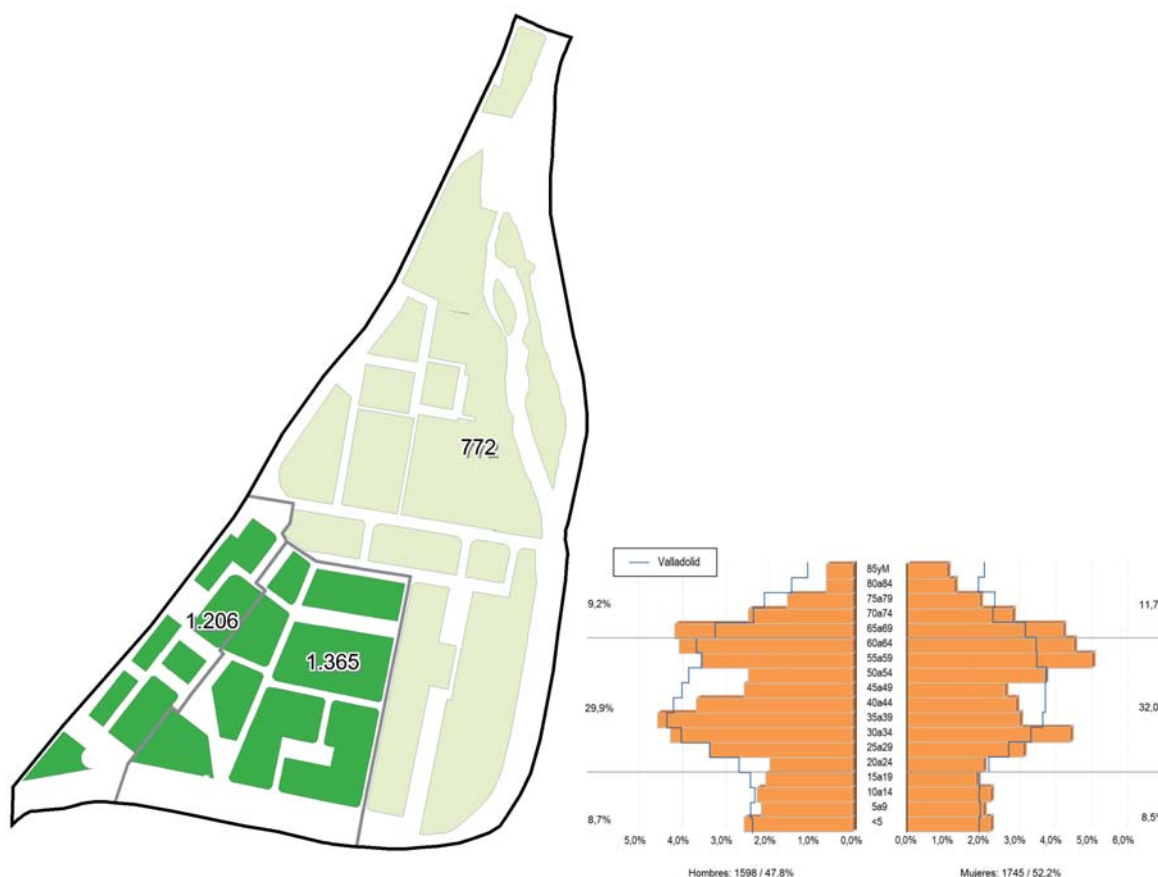 772
1.206
1.365
Valladolid
85yM
80a84
75a79
70a74
65a69
60a64
55a59
50a54
45a49
40a44
35a39
30a34
25a29
20a24
15a19
10a14
5a9
<5
9,2%
29,9%
8,7%
11,7
32,0
8,5%
5,0% 4,0% 3,0% 2,0% 1,0% 0,0%
0,0% 1,0% 2,0% 3,0% 4,0% 5,0% 6,0%
Hombres: 1598 / 47,8%
Mujeres: 1745 / 52,2%